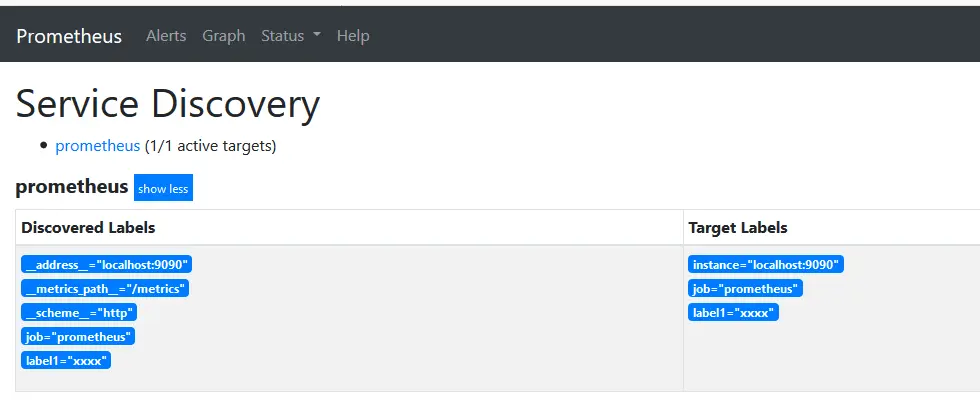 Prometheus Alerts Graph Status Help
Service Discovery
prometheus (1/1 active targets)
prometheus show less
Discovered Labels Target Labels
__address__="localhost:9090" instance="localhost:9090"
__metrics_path__="/metrics" job="prometheus"
__scheme__="http" label1="xxxx"
job="prometheus"
label1="xxxx"